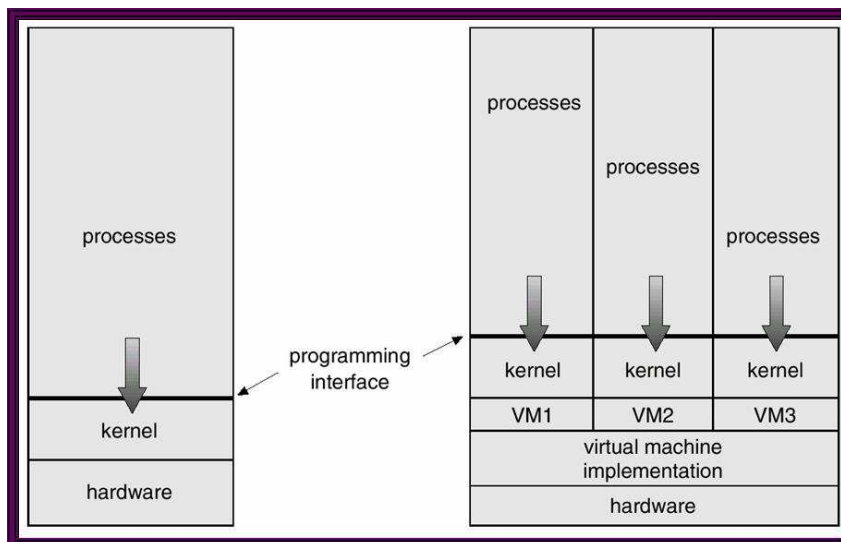 processes
kernel
hardware
programming
interface
processes
processes
processes
kernel
kernel
kernel
VM1
VM2
VM3
virtual machine
implementation
hardware